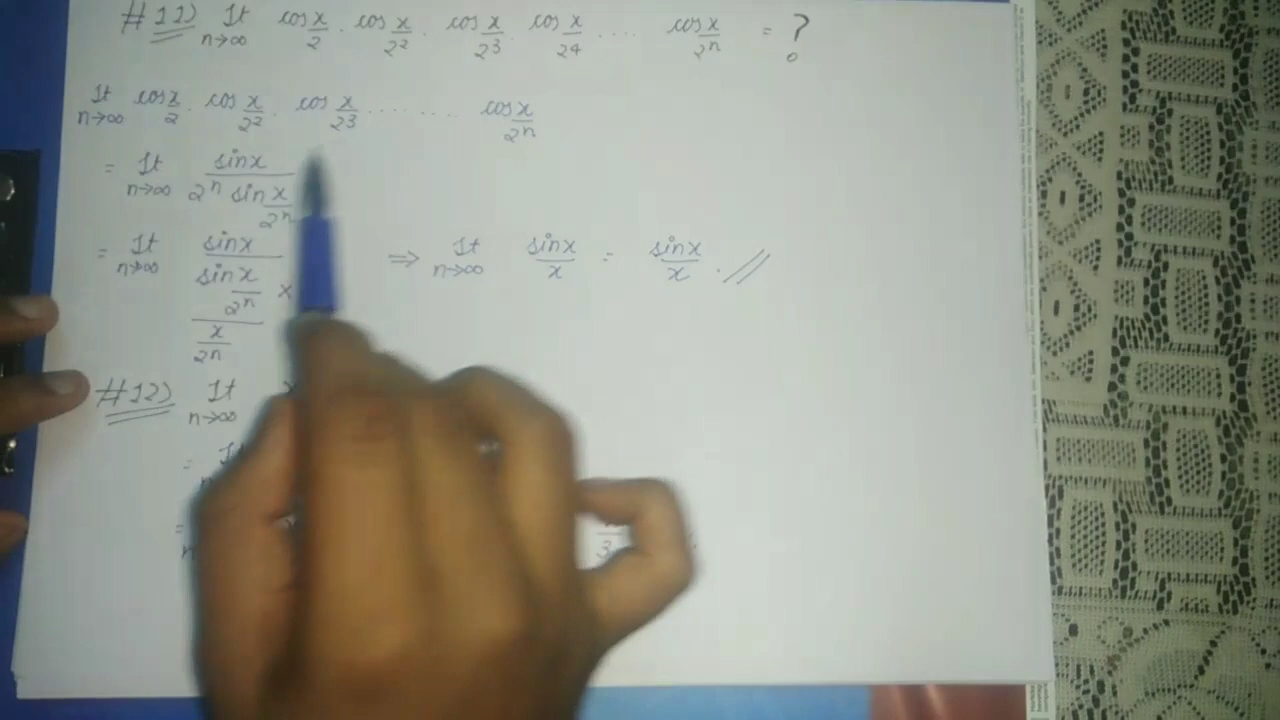 #11) lt n→∞ cos x/2 . cos x/2² . cos x/2³ . cos x/2⁴ .... cos x/2ⁿ = ?
lt n→∞ cos x/2 . cos x/2² . cos x/2³ ......... cos x/2ⁿ
= lt n→∞ sinx/2ⁿ sin x/2ⁿ
= lt n→∞ sinx/sin x/2ⁿ/x/2ⁿ × ⇒ lt n→∞ sinx/x = sinx/x . //
#12) lt n→∞
= lt
=